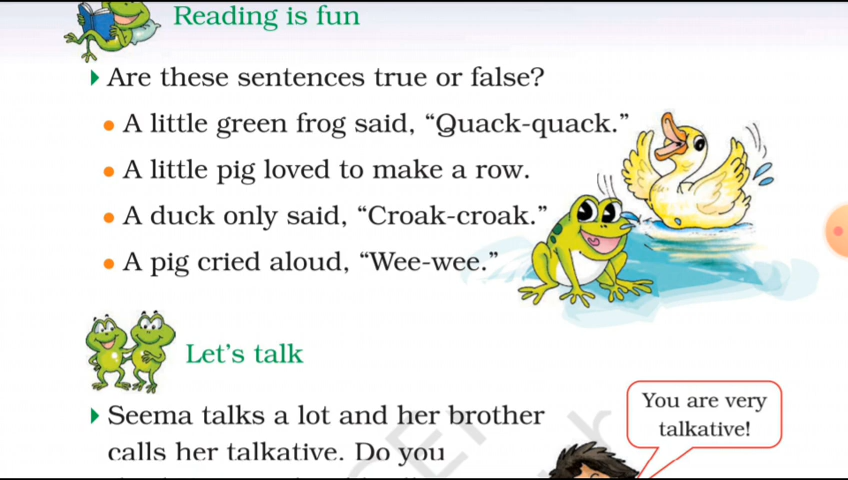 Reading is fun
Are these sentences true or false?
A little green frog said, “Quack-quack.”
A little pig loved to make a row.
A duck only said, “Croak-croak.”
A pig cried aloud, “Wee-wee.”
Let’s talk
Seema talks a lot and her brother
calls her talkative. Do you
You are very
talkative!